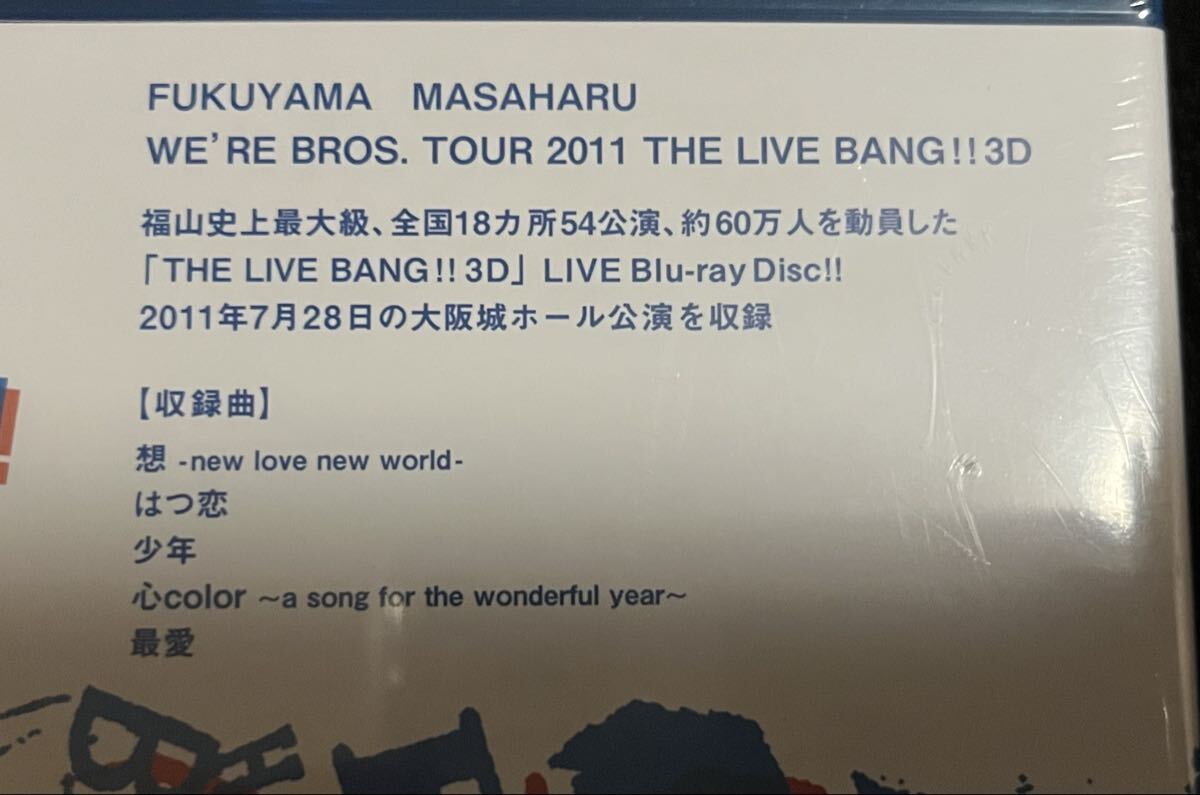 FUKUYAMA MASAHARU
WE'RE BROS. TOUR 2011 THE LIVE BANG!! 3D
福山史上最大級、全国18カ所54公演、約60万人を動員した
「THE LIVE BANG!! 3D」 LIVE Blu-ray Disc!!
2011年7月28日の大阪城ホール公演を収録
【収録曲】
想 -new love new world-
はつ恋
少年
心color ~a song for the wonderful year~
最愛